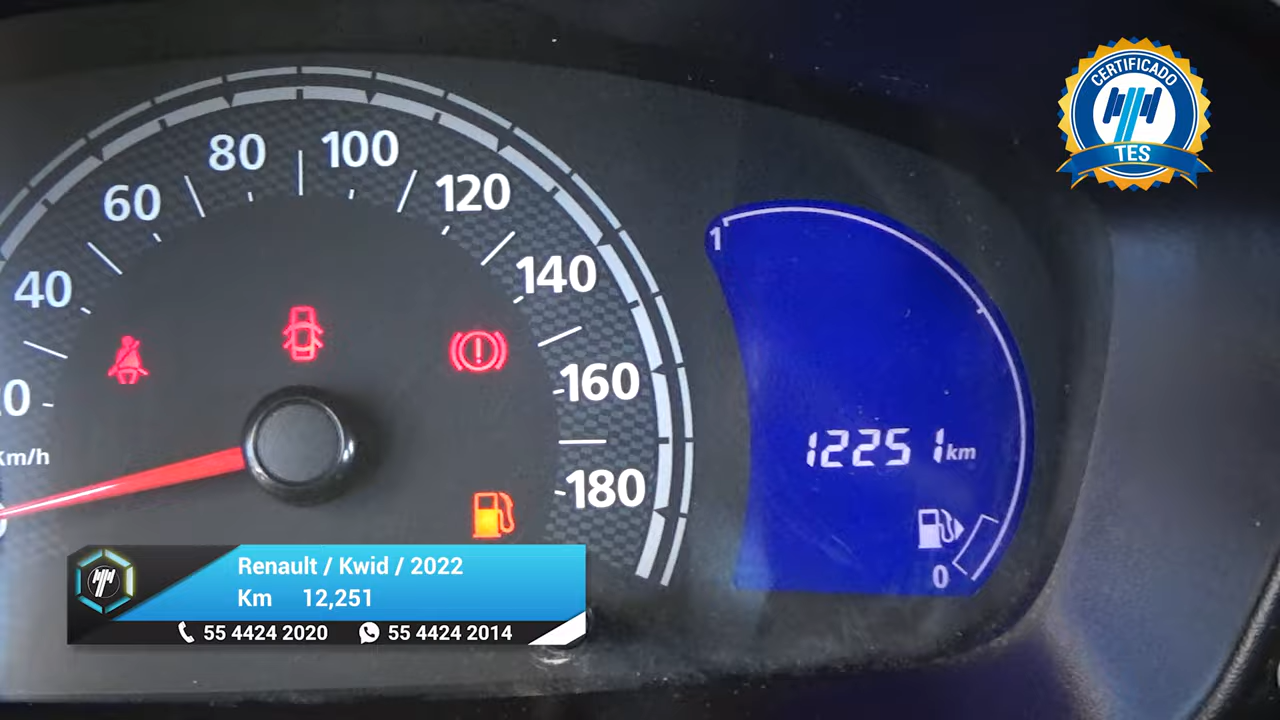 CERTIFICADO
TES
80
100
60
120
40
140
1
160
Km/h
12251 km
180
0
Renault / Kwid / 2022
Km 12,251
55 4424 2020 55 4424 2014